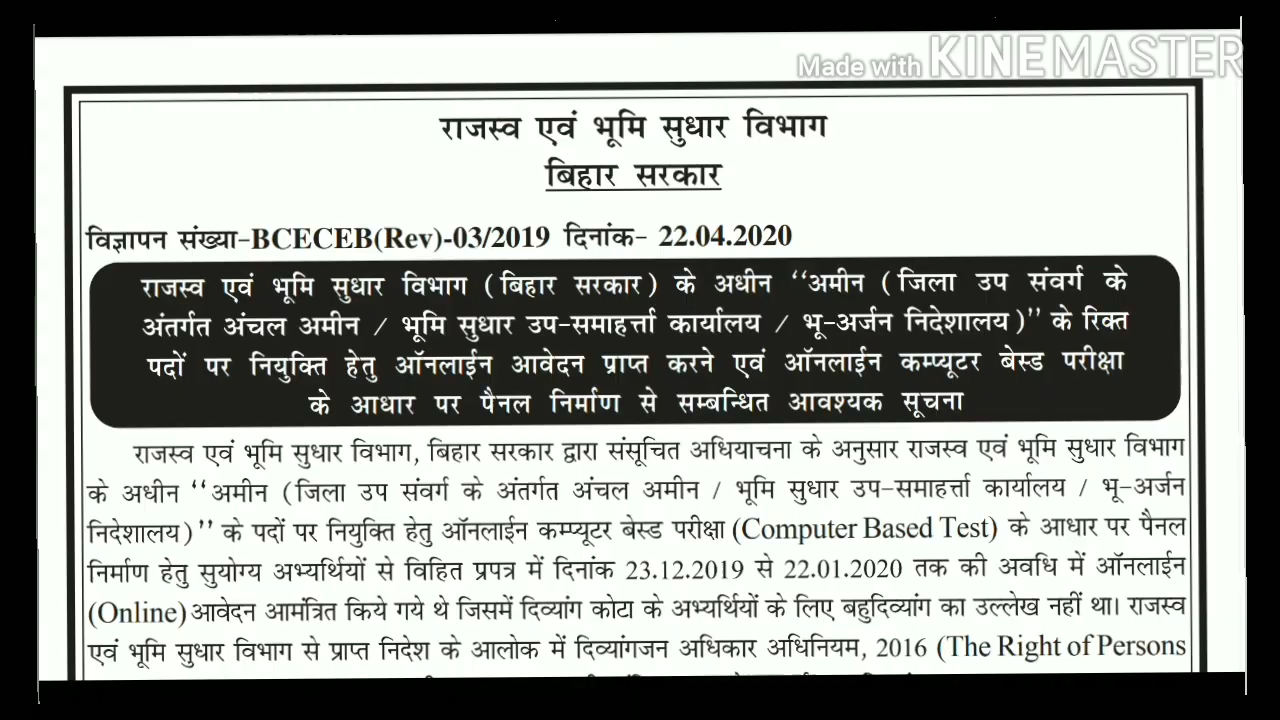 Made with KINEMASTER
राजस्व एवं भूमि सुधार विभाग
बिहार सरकार
विज्ञापन संख्या-BCECEB(Rev)-03/2019 दिनांक- 22.04.2020
राजस्व एवं भूमि सुधार विभाग (बिहार सरकार) के अधीन “अमीन (जिला उप संवर्ग के
अंतर्गत अंचल अमीन / भूमि सुधार उप-समाहर्त्ता कार्यालय / भू-अर्जन निदेशालय)” के रिक्त
पदों पर नियुक्ति हेतु ऑनलाईन आवेदन प्राप्त करने एवं ऑनलाईन कम्प्यूटर बेस्ड परीक्षा
के आधार पर पैनल निर्माण से सम्बन्धित आवश्यक सूचना
राजस्व एवं भूमि सुधार विभाग, बिहार सरकार द्वारा संसूचित अधियाचना के अनुसार राजस्व एवं भूमि सुधार विभाग
के अधीन “अमीन (जिला उप संवर्ग के अंतर्गत अंचल अमीन / भूमि सुधार उप-समाहर्त्ता कार्यालय / भू-अर्जन
निदेशालय)” के पदों पर नियुक्ति हेतु ऑनलाईन कम्प्यूटर बेस्ड परीक्षा (Computer Based Test) के आधार पर पैनल
निर्माण हेतु सुयोग्य अभ्यर्थियों से विहित प्रपत्र में दिनांक 23.12.2019 से 22.01.2020 तक की अवधि में ऑनलाईन
(Online) आवेदन आमंत्रित किये गये थे जिसमें दिव्यांग कोटा के अभ्यर्थियों के लिए बहुदिव्यांग का उल्लेख नहीं था। राजस्व
एवं भूमि सुधार विभाग से प्राप्त निदेश के आलोक में दिव्यांगजन अधिकार अधिनियम, 2016 (The Right of Persons